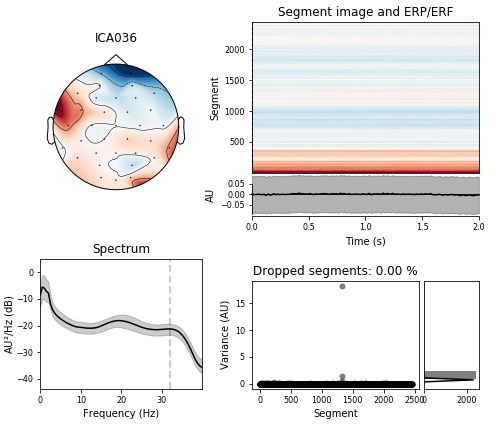 ICA036
Segment image and ERP/ERF
Segment
2000
1500
1000
500
AU
0.05
0.00
−0.05
0.0 0.5 1.0 1.5 2.0
Time (s)
Spectrum
AU²/Hz (dB)
0
−10
−20
−30
−40
0 10 20 30
Frequency (Hz)
Dropped segments: 0.00 %
Variance (AU)
15
10
5
0
0 500 1000 1500 2000 2500
Segment
0 2000